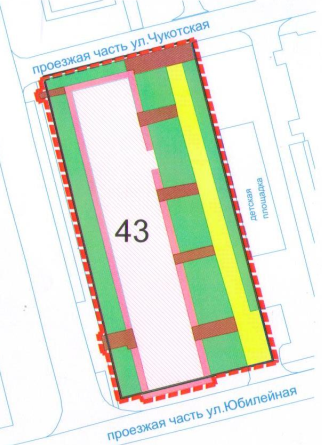 проезжая часть ул.Чукотская
43
детская
площадка
проезжая часть ул.Юбилейная